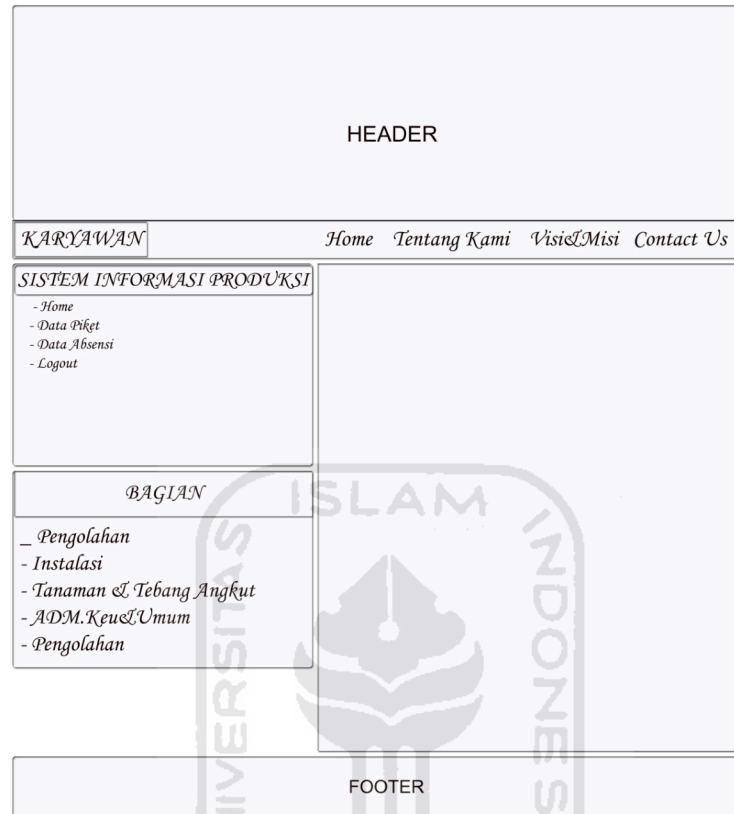 HEADER
KARYAWAN
Home Tentang Kami Visi&Misi Contact Us
SISTEM INFORMASI PRODUKSI
- Home
- Data Piket
- Data Absensi
- Logout
BAGIAN
_ Pengolahan
- Instalasi
- Tanaman & Tebang Angkut
- ADM.Keu&Umum
- Pengolahan
ISLAM
FOOTER